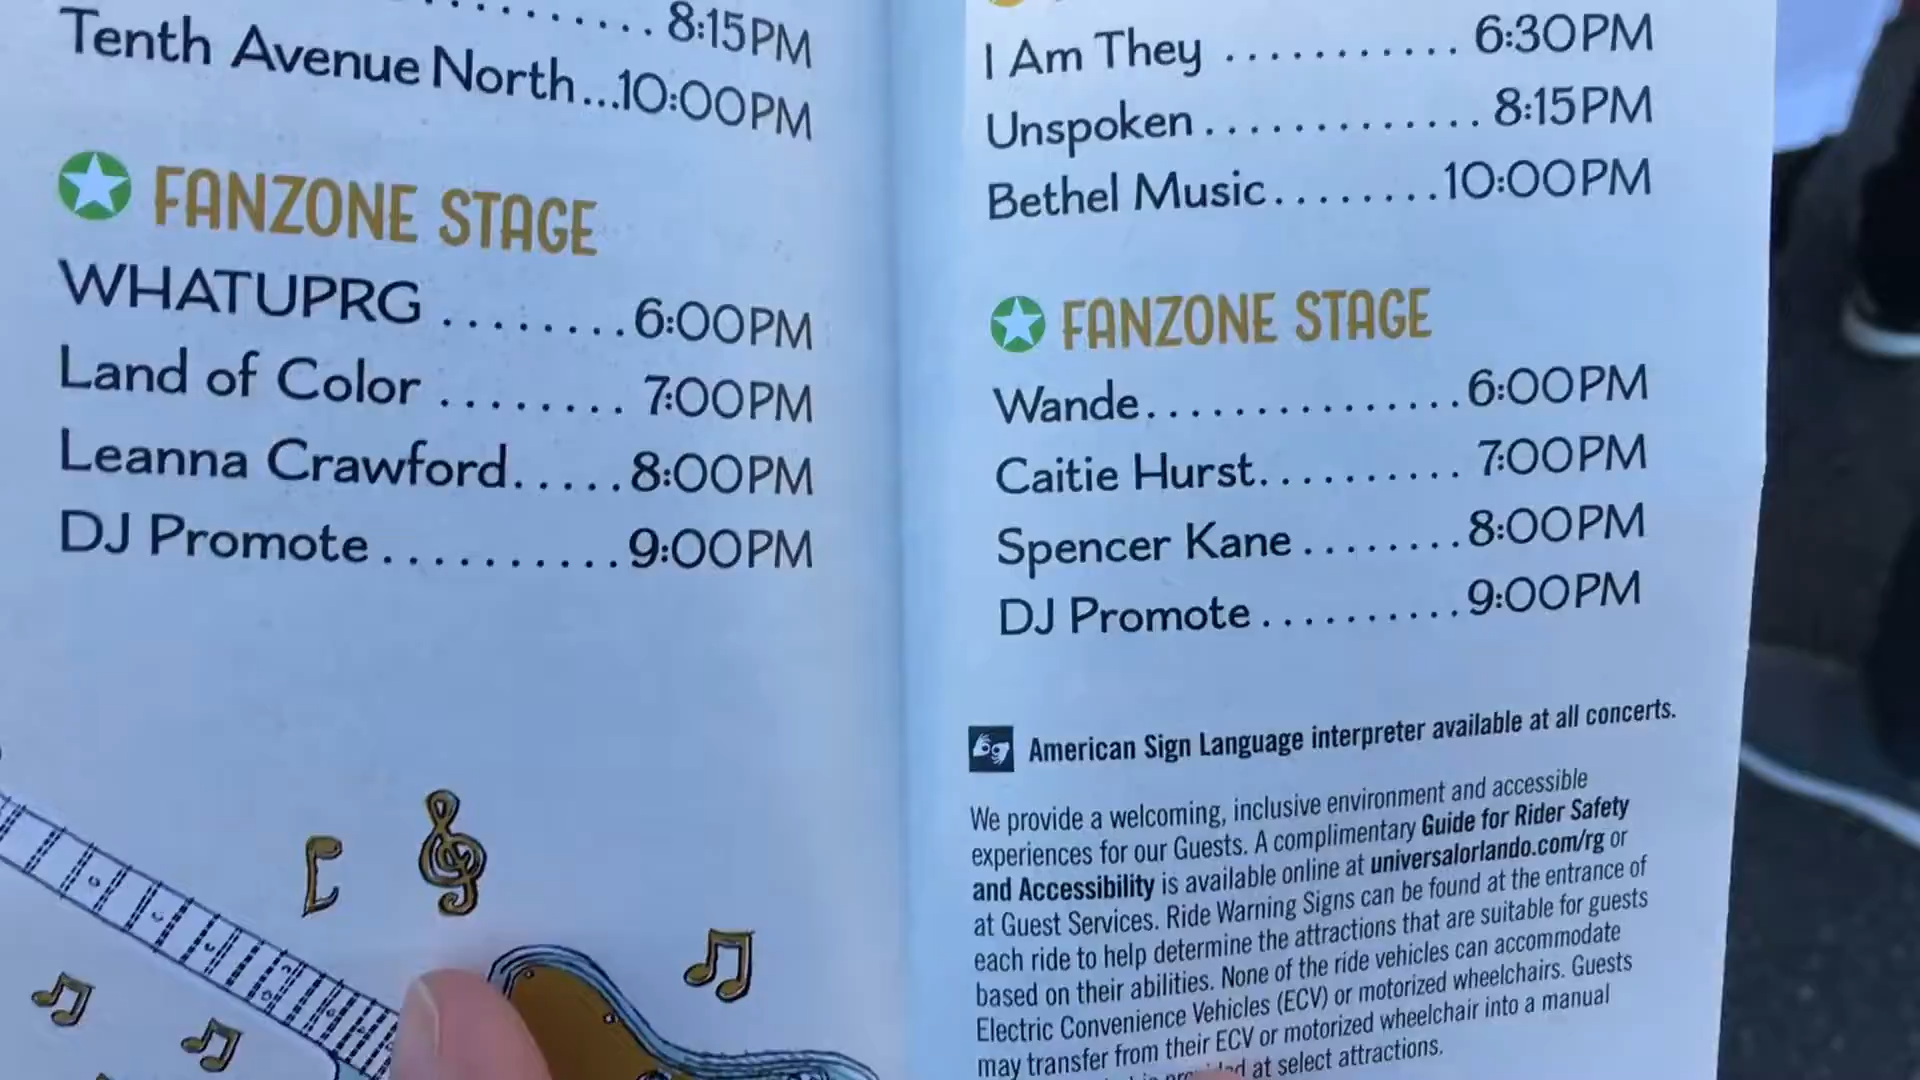 8:15PM
Tenth Avenue North...10:00PM
FANZONE STAGE
WHATUPRG ........6:00PM
Land of Color ........ 7:00PM
Leanna Crawford.....8:00PM
DJ Promote..........9:00PM
I Am They ........... 6:30PM
Unspoken............. 8:15PM
Bethel Music........10:00PM
FANZONE STAGE
Wande...............6:00PM
Caitie Hurst.......... 7:00PM
Spencer Kane........8:00PM
DJ Promote..........9:00PM
American Sign Language interpreter available at all concerts.
We provide a welcoming, inclusive environment and accessible
experiences for our Guests. A complimentary Guide for Rider Safety
and Accessibility is available online at universalorlando.com/rg or
at Guest Services. Ride Warning Signs can be found at the entrance of
each ride to help determine the attractions that are suitable for guests
based on their abilities. None of the ride vehicles can accommodate
Electric Convenience Vehicles (ECV) or motorized wheelchairs. Guests
may transfer from their ECV or motorized wheelchair into a manual
at select attractions.